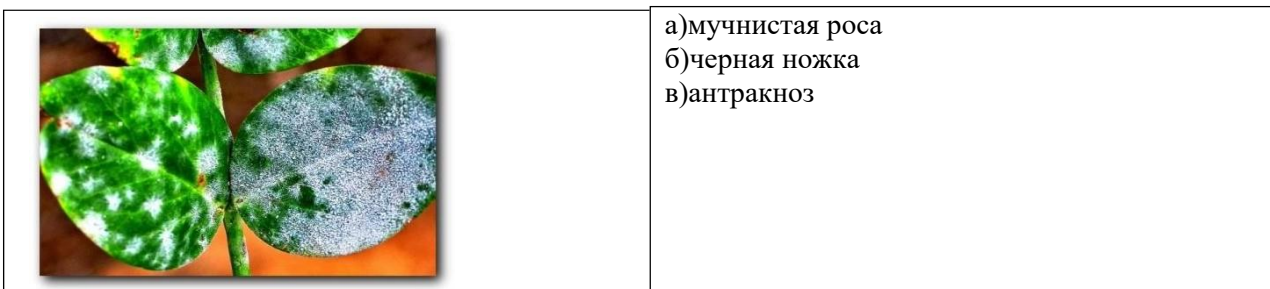 а)мучнистая роса
б)черная ножка
в)антракноз